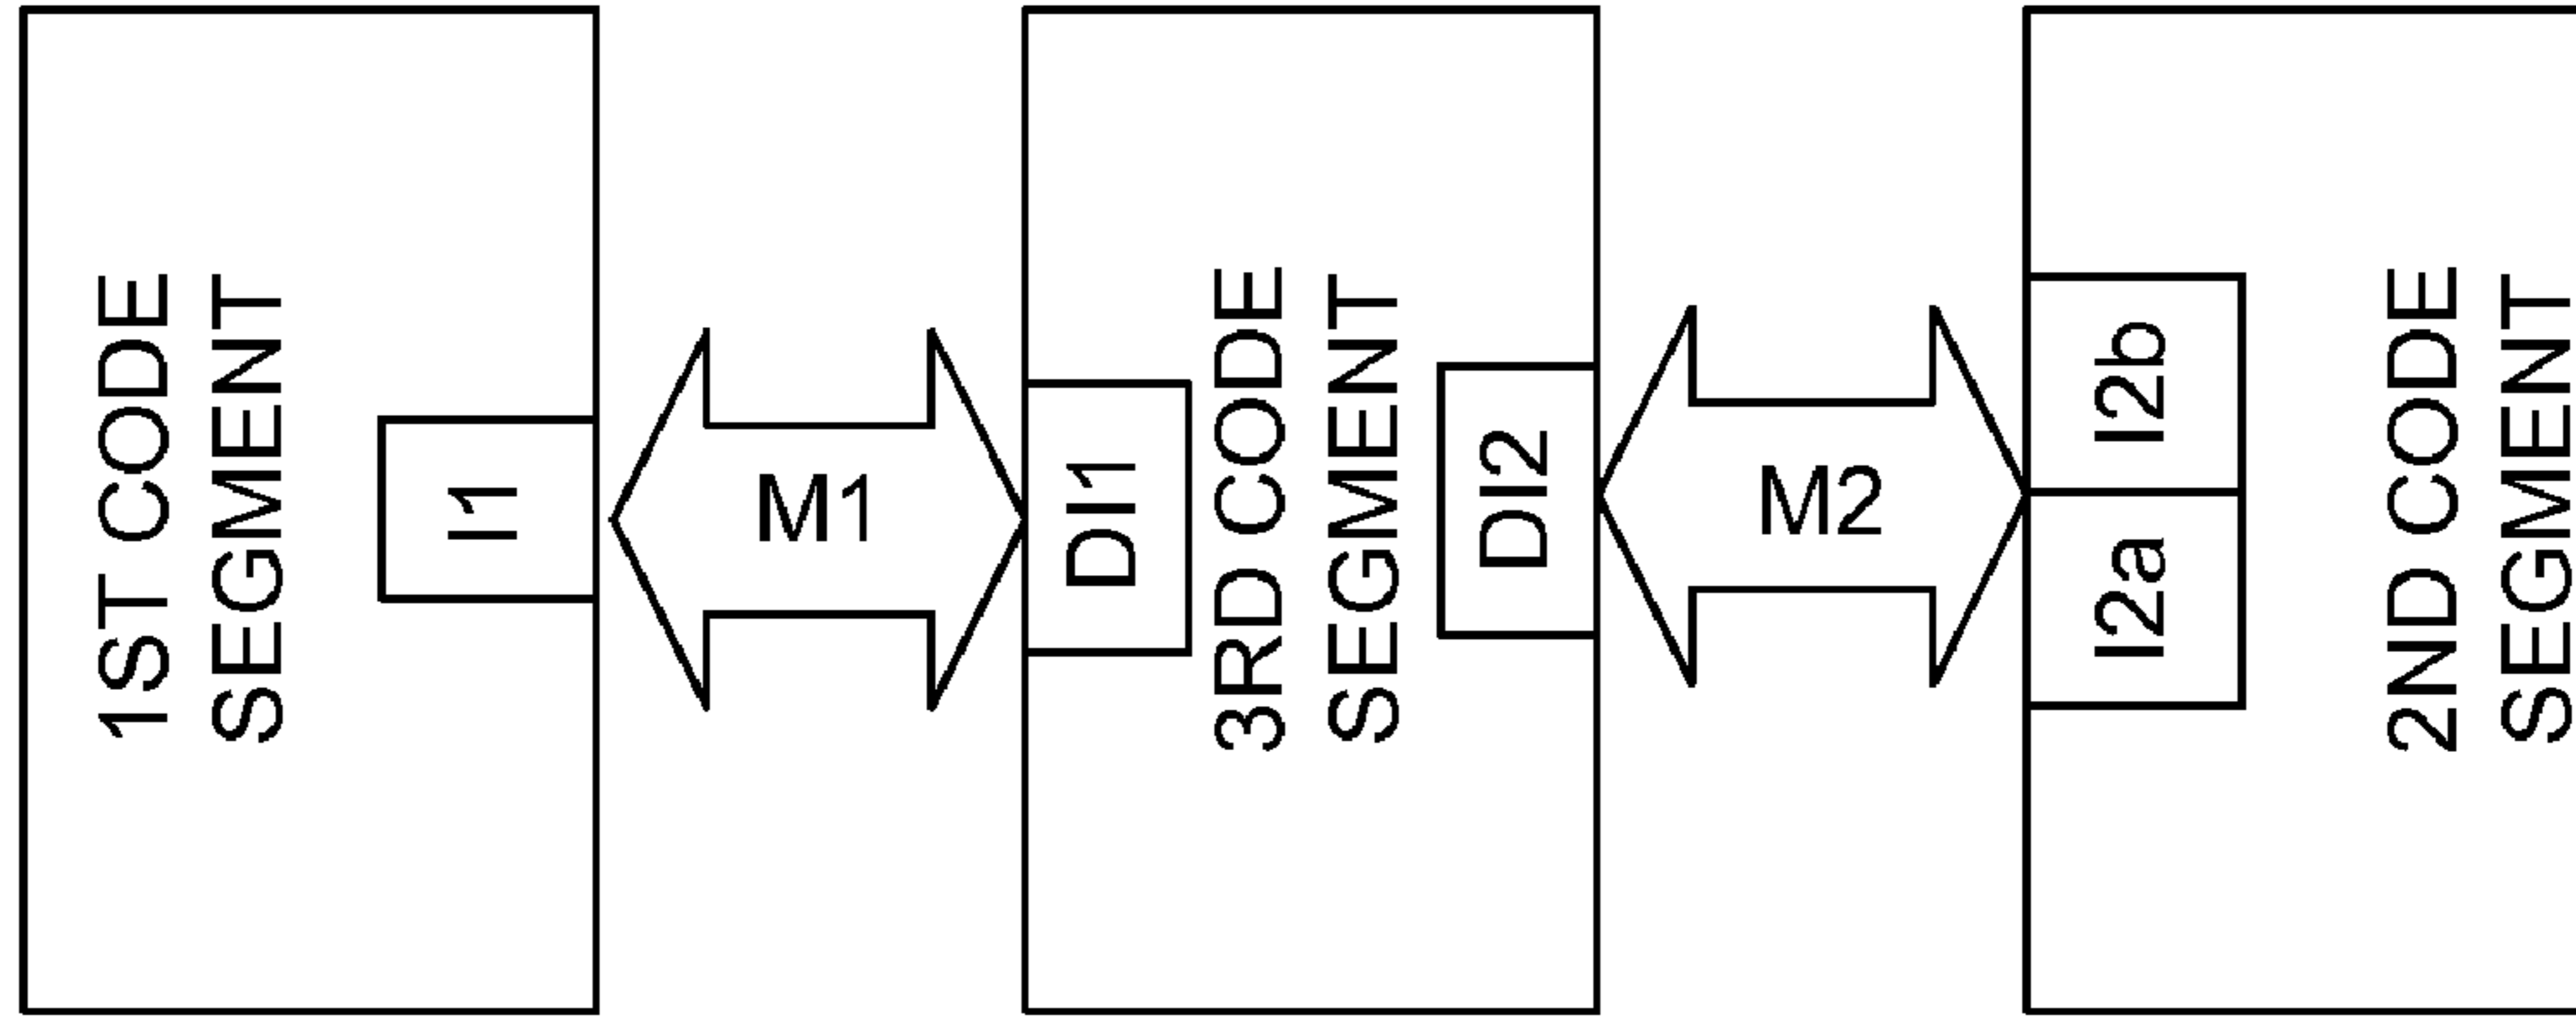 1ST CODE
SEGMENT
I1
M1
DI1
3RD CODE
SEGMENT
DI2
M2
I2a
I2b
2ND CODE
SEGMENT